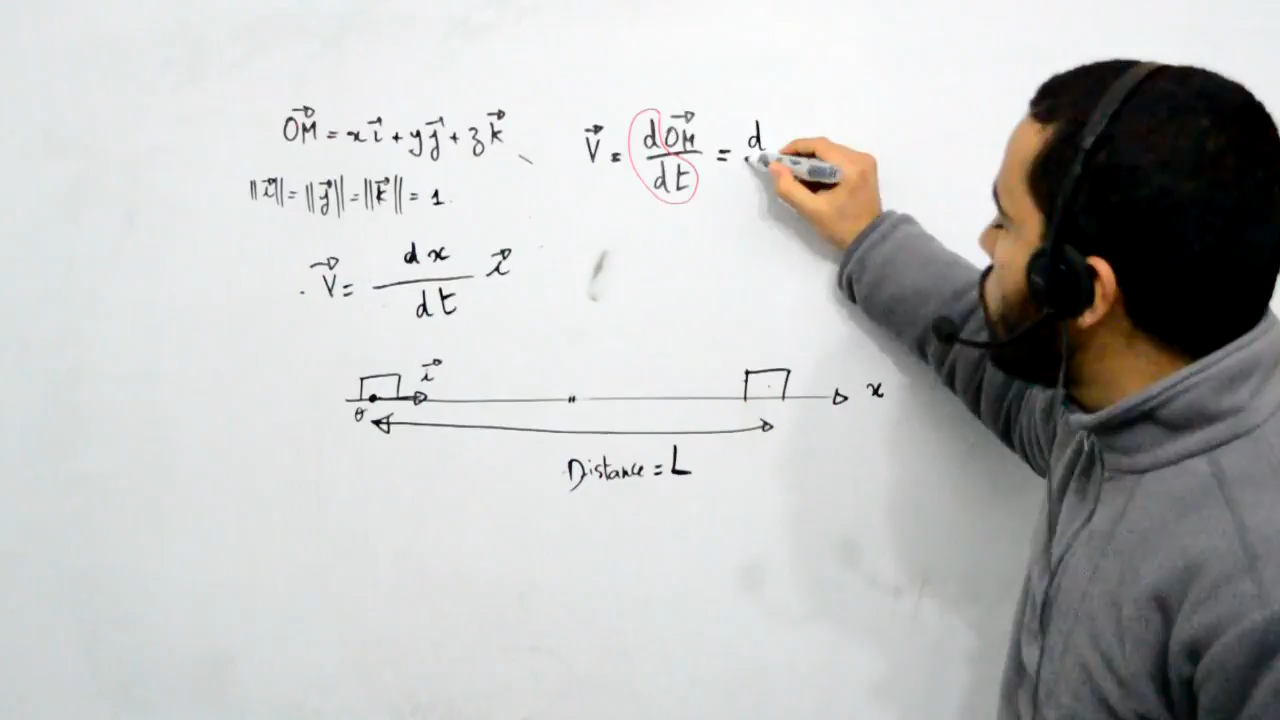 OM⃗ = x i⃗ + y j⃗ + z k⃗
||i⃗|| = ||j⃗|| = ||k⃗|| = 1.
V⃗ = dOM⃗/dt = d
V⃗ = dx/dt i⃗
i⃗
x
O
Distance = L